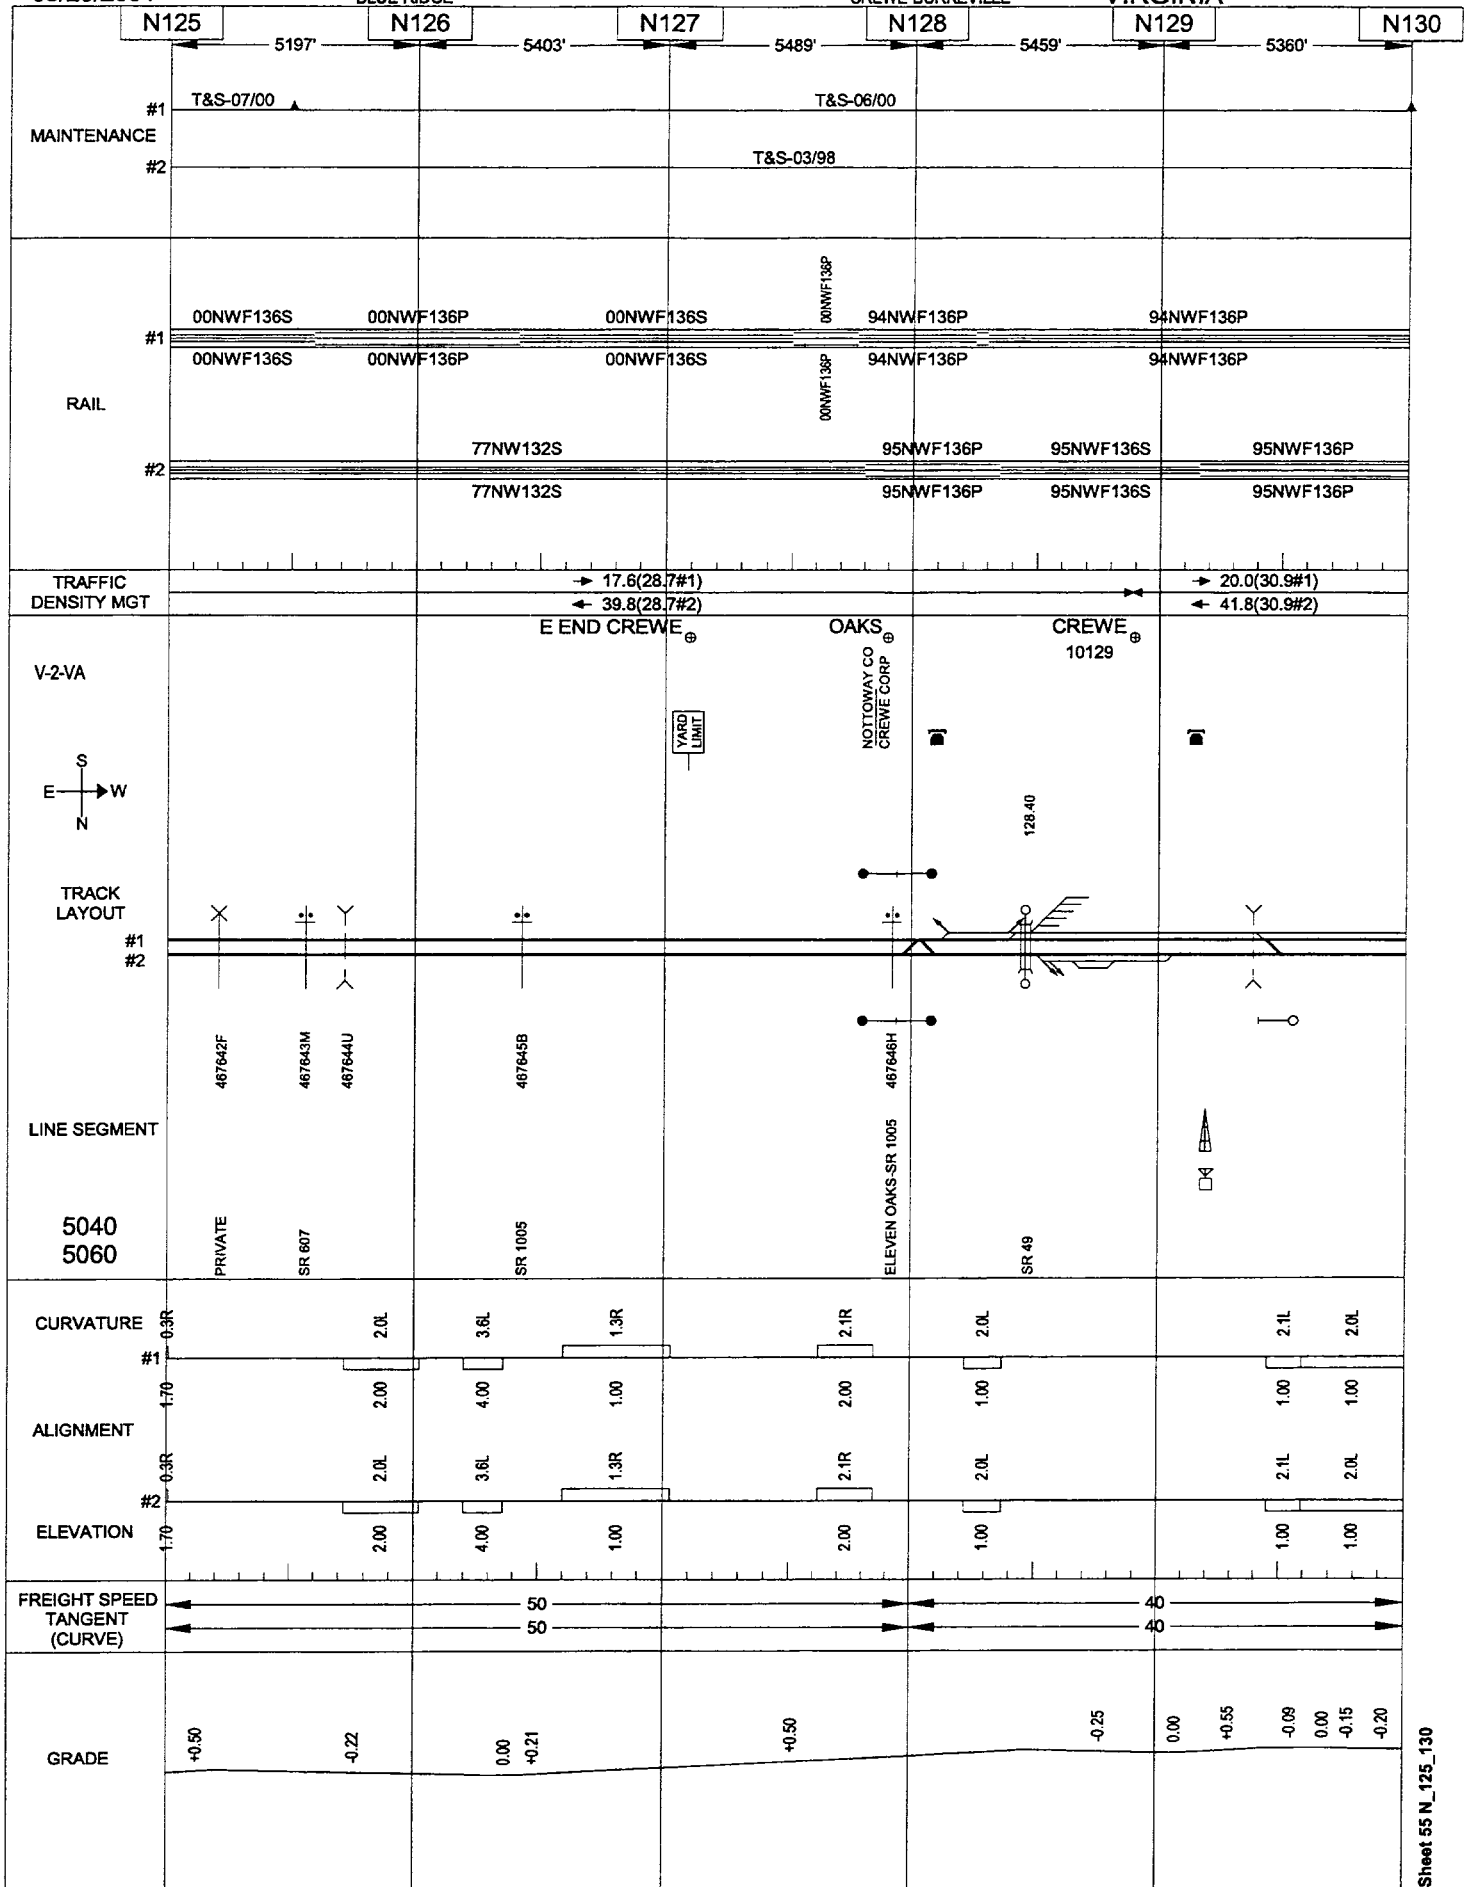 N125 N126 N127 N128 N129 N130
5197' 5403' 5489' 5459' 5360'
#1 T&S-07/00 T&S-06/00
MAINTENANCE
#2 T&S-03/98
00NWF136P
00NWF136S 00NWF136P 00NWF136S 94NWF136P 94NWF136P
#1
00NWF136S 00NWF136P 00NWF136S 94NWF136P 94NWF136P
00NWF136P
RAIL
77NW132S 95NWF136P 95NWF136S 95NWF136P
#2
77NW132S 95NWF136P 95NWF136S 95NWF136P
TRAFFIC
DENSITY MGT
17.6(28.7#1) 20.0(30.9#1)
39.8(28.7#2) 41.8(30.9#2)
E END CREWE OAKS CREWE
10129
V-2-VA
NOTTOWAY CO
CREWE CORP
YARD
LIMIT
S
E W
N
128.40
TRACK
LAYOUT
#1
#2
467642F 467643M 467644U 467645B 467646H
LINE SEGMENT
5040
5060
PRIVATE SR 607 SR 1005 ELEVEN OAKS-SR 1005 SR 49
CURVATURE 0.3R 2.0L 3.6L 1.3R 2.1R 2.0L 2.1L 2.0L
#1
1.70 2.00 4.00 1.00 2.00 1.00 1.00 1.00
ALIGNMENT
0.3R 2.0L 3.6L 1.3R 2.1R 2.0L 2.1L 2.0L
#2
ELEVATION 1.70 2.00 4.00 1.00 2.00 1.00 1.00 1.00
FREIGHT SPEED
TANGENT
(CURVE)
50 40
50 40
GRADE +0.50 -0.22 0.00 +0.21 +0.50 -0.25 0.00 +0.55 -0.09 0.00 -0.15 -0.20
Sheet 55 N_125_130